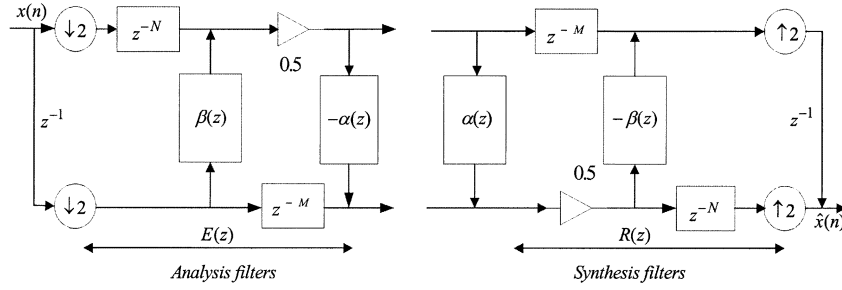 x(n)
↓2
z⁻ᴺ
0.5
z⁻¹
β(z)
−α(z)
↓2
z⁻ᴹ
E(z)
Analysis filters
z⁻ᴹ
↑2
α(z)
−β(z)
z⁻¹
0.5
z⁻ᴺ
↑2
x̂(n)
R(z)
Synthesis filters